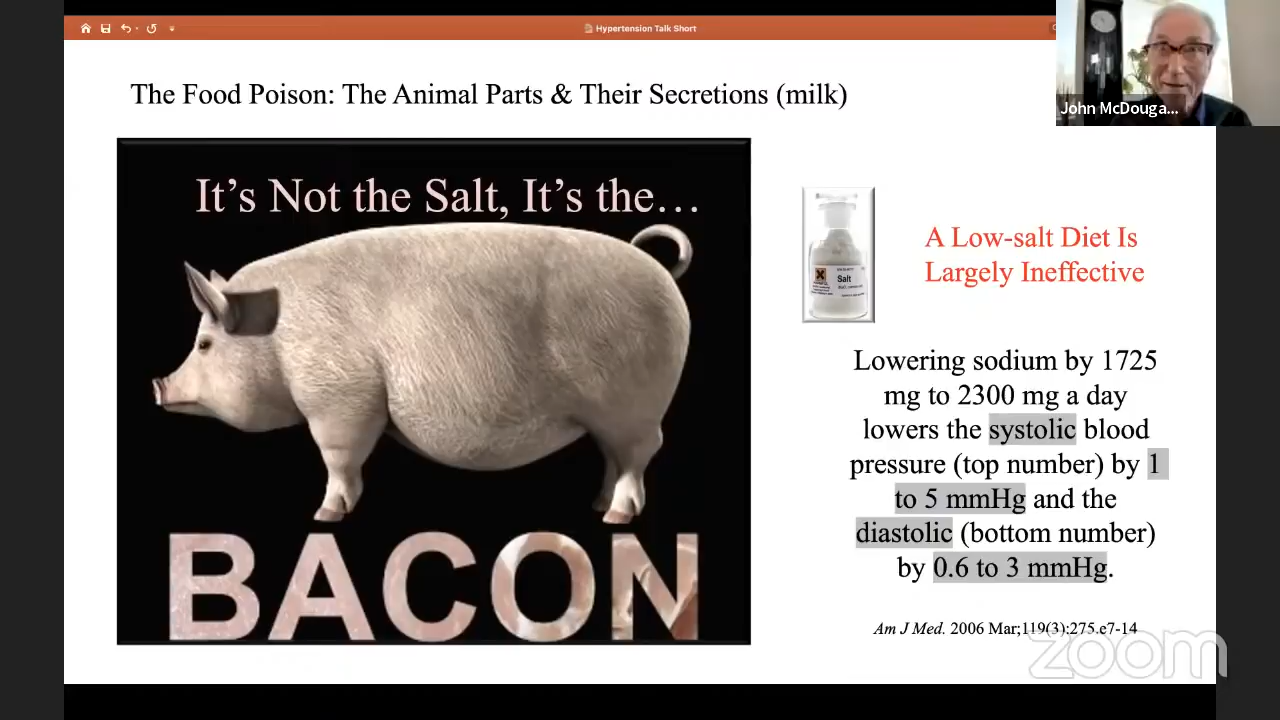 Hypertension Talk Short
John McDouga...
The Food Poison: The Animal Parts & Their Secretions (milk)
It's Not the Salt, It's the…
BACON
Salt
A Low-salt Diet Is
Largely Ineffective
Lowering sodium by 1725
mg to 2300 mg a day
lowers the systolic blood
pressure (top number) by 1
to 5 mmHg and the
diastolic (bottom number)
by 0.6 to 3 mmHg.
Am J Med. 2006 Mar;119(3):275.e7-14
zoom